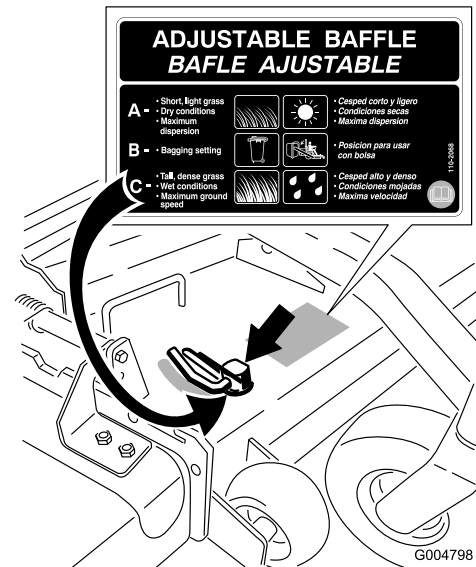 ADJUSTABLE BAFFLE
BAFLE AJUSTABLE
A - • Short, light grass
• Dry conditions
• Maximum
dispersion
• Cesped corto y ligero
• Condiciones secas
• Maxima dispersion
B - • Bagging setting
• Posicion para usar
con bolsa
C - • Tall, dense grass
• Wet conditions
• Maximum ground
speed
• Cesped alto y denso
• Condiciones mojadas
• Maxima velocidad
110-2068
G004798